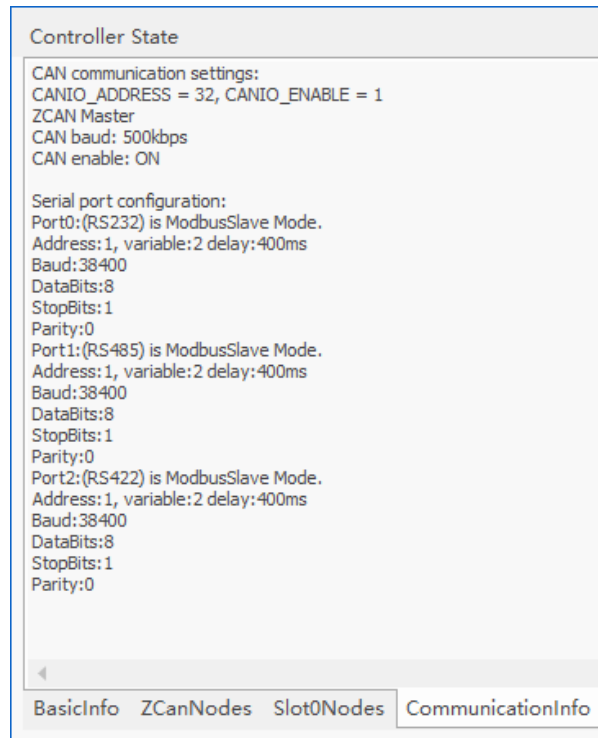 Controller State
CAN communication settings:
CANIO_ADDRESS = 32, CANIO_ENABLE = 1
ZCAN Master
CAN baud: 500kbps
CAN enable: ON
Serial port configuration:
Port0:(RS232) is ModbusSlave Mode.
Address:1, variable:2 delay:400ms
Baud:38400
DataBits:8
StopBits:1
Parity:0
Port1:(RS485) is ModbusSlave Mode.
Address:1, variable:2 delay:400ms
Baud:38400
DataBits:8
StopBits:1
Parity:0
Port2:(RS422) is ModbusSlave Mode.
Address:1, variable:2 delay:400ms
Baud:38400
DataBits:8
StopBits:1
Parity:0
BasicInfo ZCanNodes Slot0Nodes CommunicationInfo